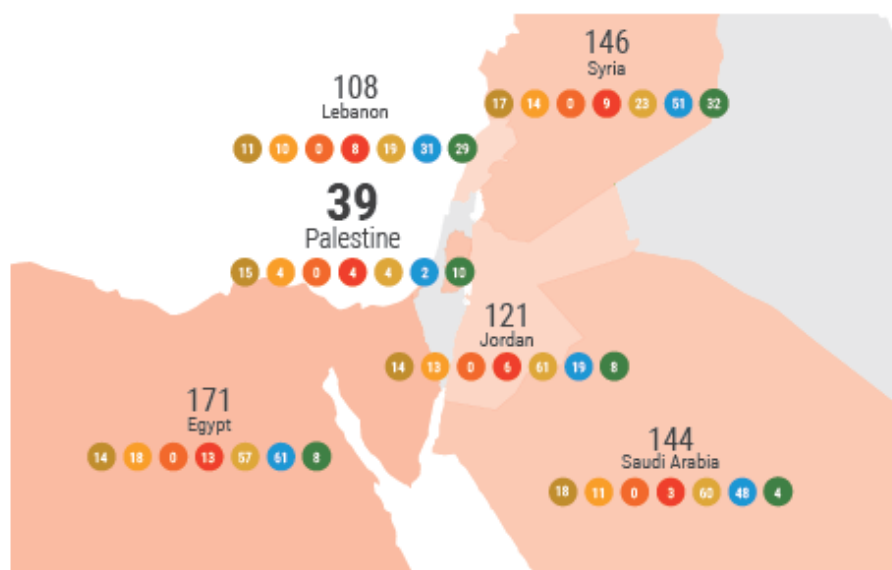 146
Syria
17 14 0 9 23 51 32
108
Lebanon
11 10 0 8 19 31 29
39
Palestine
15 4 0 4 4 2 10
121
Jordan
14 13 0 6 61 19 8
171
Egypt
14 18 0 13 57 61 8
144
Saudi Arabia
18 11 0 3 60 48 4